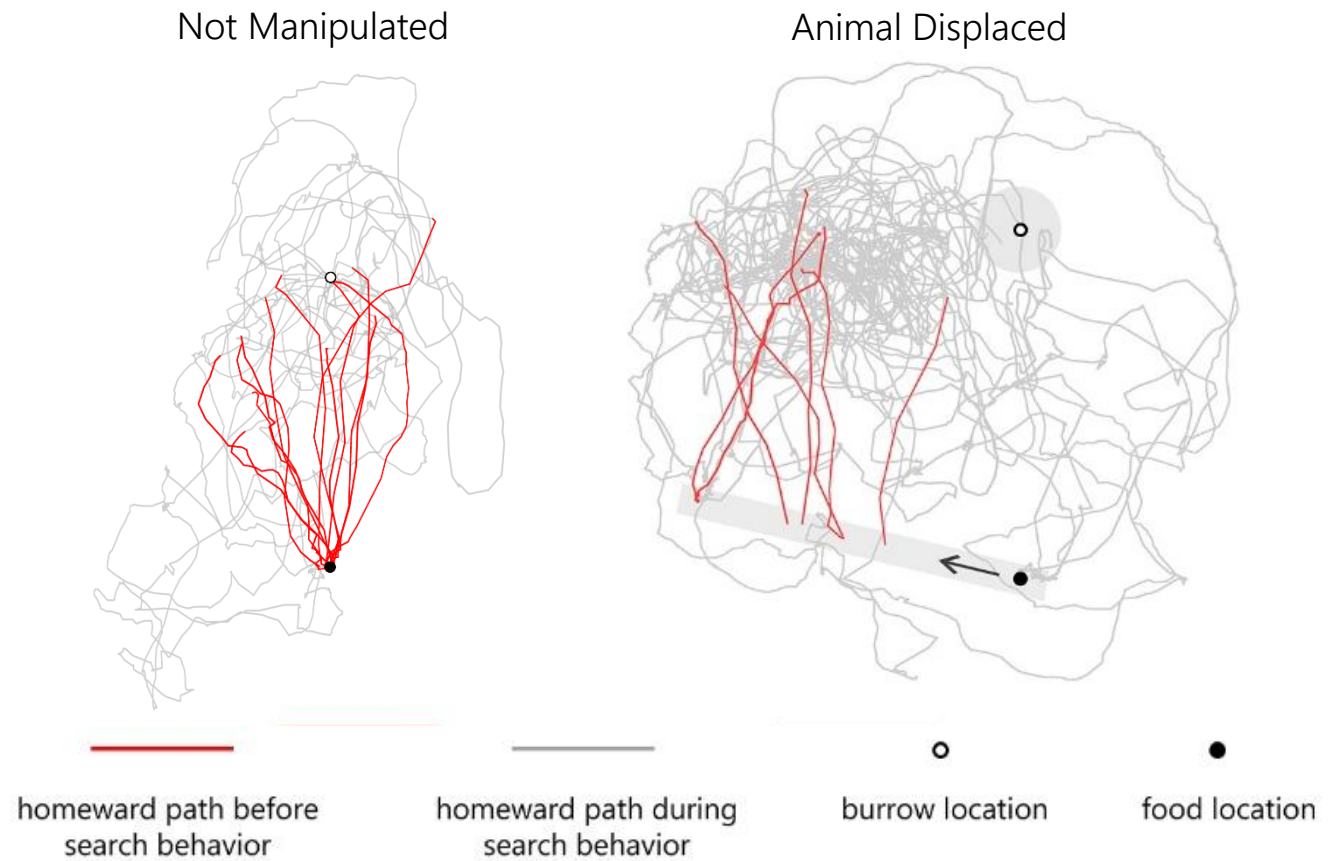 Not Manipulated
Animal Displaced
homeward path before
search behavior
homeward path during
search behavior
burrow location
food location